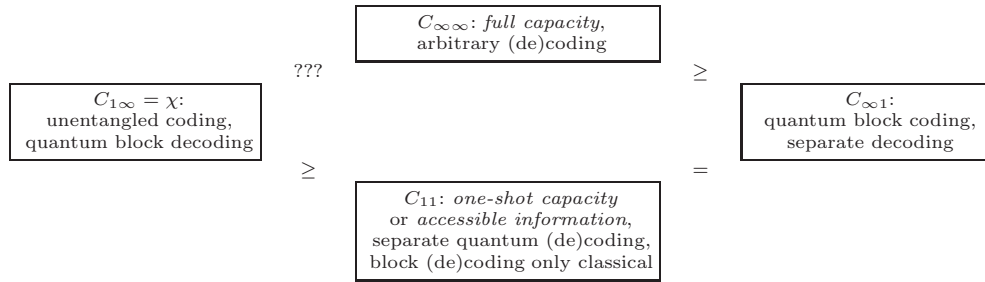 C∞∞: full capacity,
arbitrary (de)coding
???
≥
C1∞ = χ:
unentangled coding,
quantum block decoding
C∞1:
quantum block coding,
separate decoding
≥
=
C11: one-shot capacity
or accessible information,
separate quantum (de)coding,
block (de)coding only classical